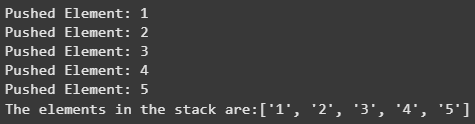 Pushed Element: 1
Pushed Element: 2
Pushed Element: 3
Pushed Element: 4
Pushed Element: 5
The elements in the stack are:['1', '2', '3', '4', '5']